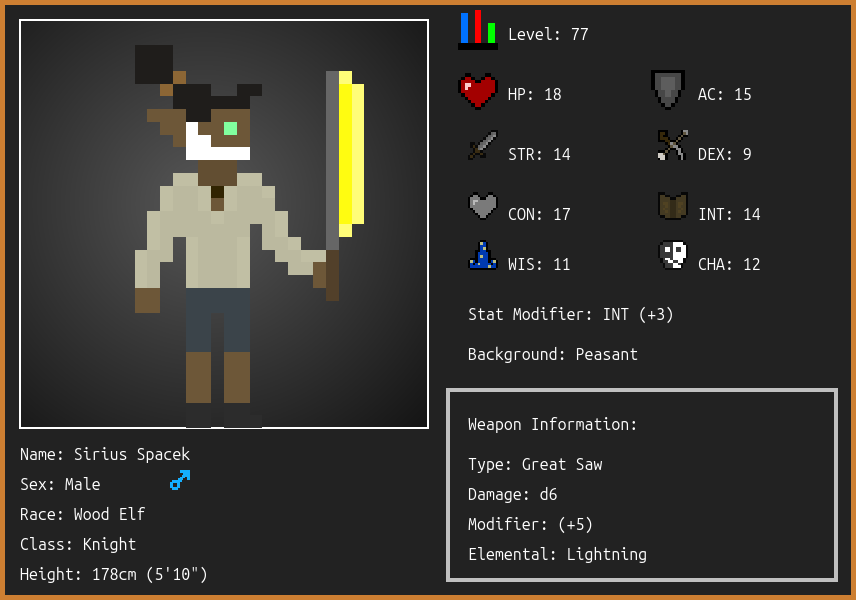 Level: 77
HP: 18
AC: 15
STR: 14
DEX: 9
CON: 17
INT: 14
WIS: 11
CHA: 12
Stat Modifier: INT (+3)
Background: Peasant
Weapon Information:
Type: Great Saw
Damage: d6
Modifier: (+5)
Elemental: Lightning
Name: Sirius Spacek
Sex: Male
Race: Wood Elf
Class: Knight
Height: 178cm (5'10")